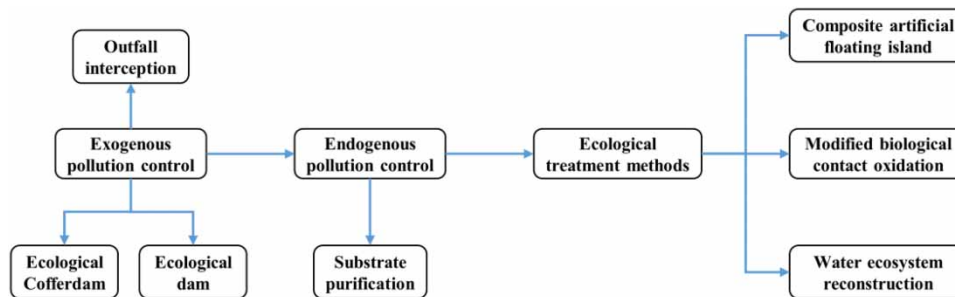 Outfall
interception
Exogenous
pollution control
Ecological
Cofferdam
Ecological
dam
Endogenous
pollution control
Substrate
purification
Ecological
treatment methods
Composite artificial
floating island
Modified biological
contact oxidation
Water ecosystem
reconstruction